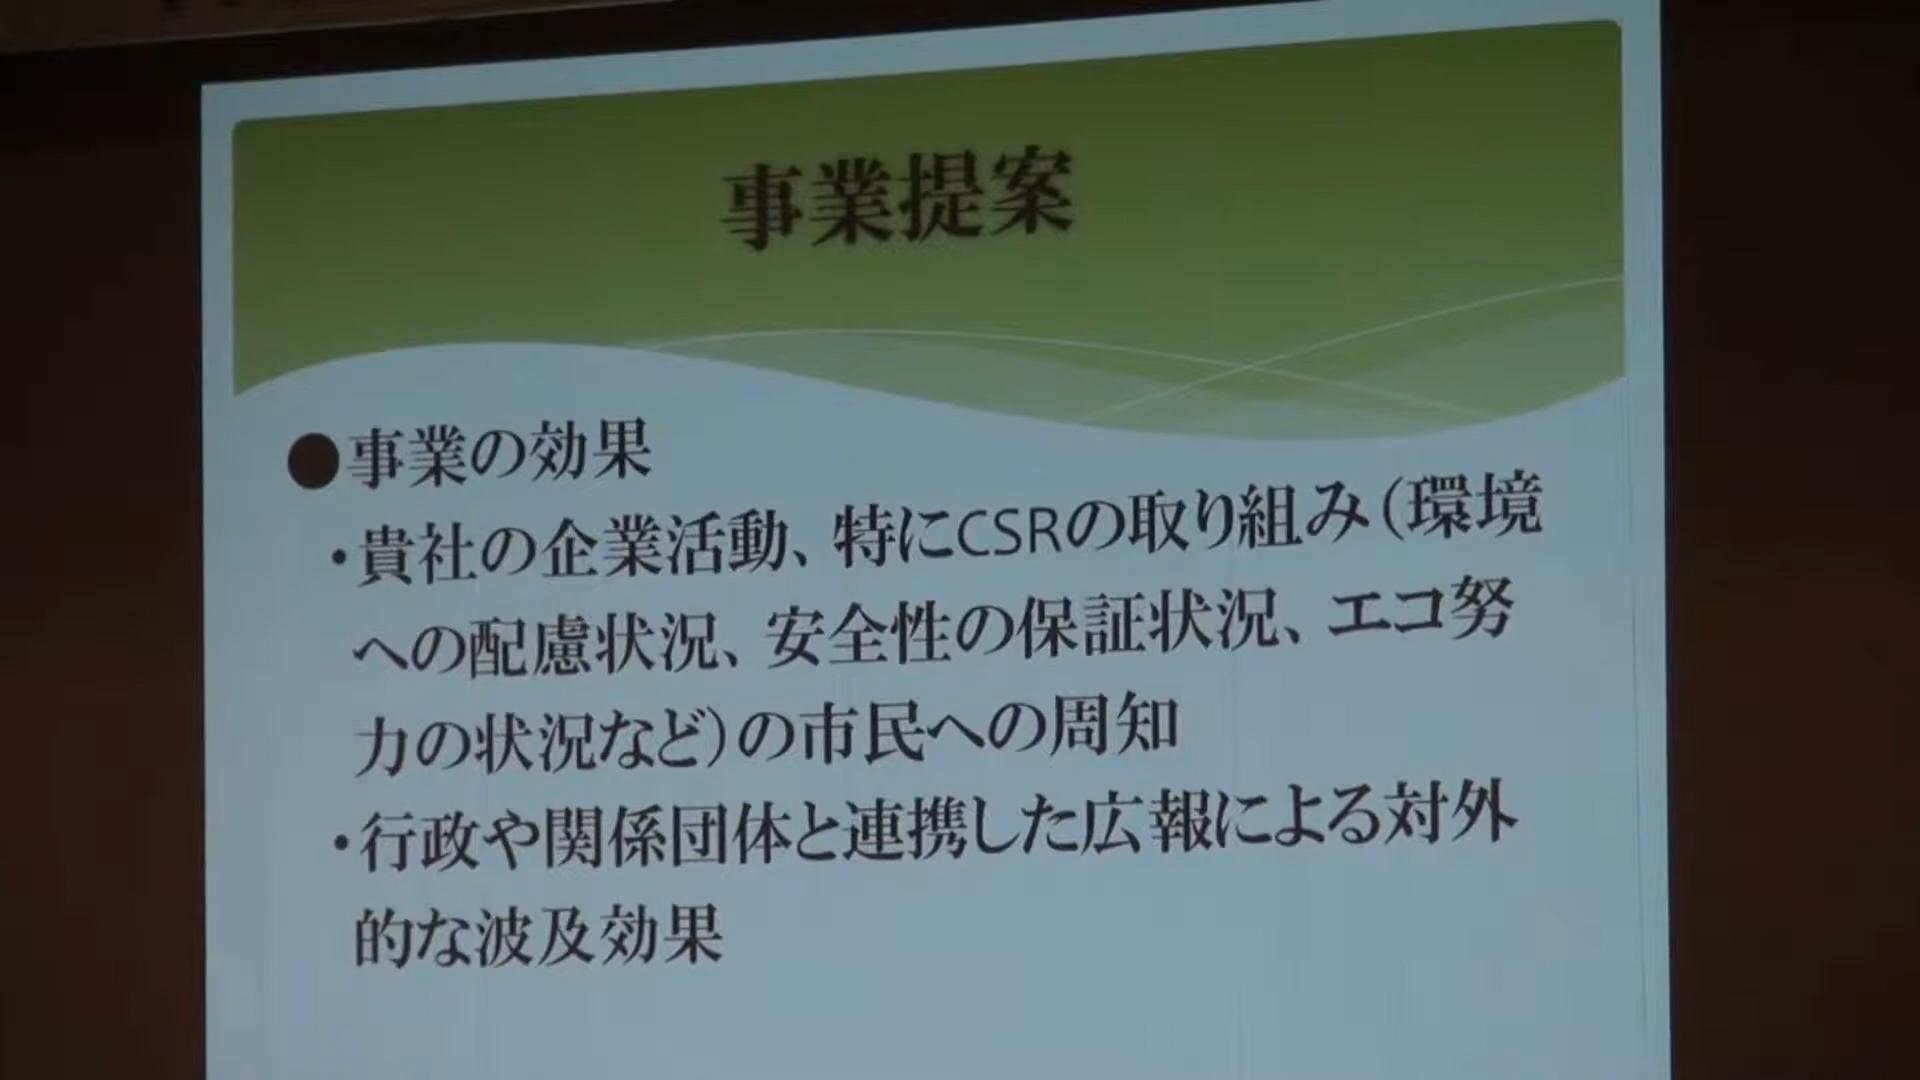 事業提案
●事業の効果
・貴社の企業活動、特にCSRの取り組み（環境
への配慮状況、安全性の保証状況、エコ努
力の状況など）の市民への周知
・行政や関係団体と連携した広報による対外
的な波及効果